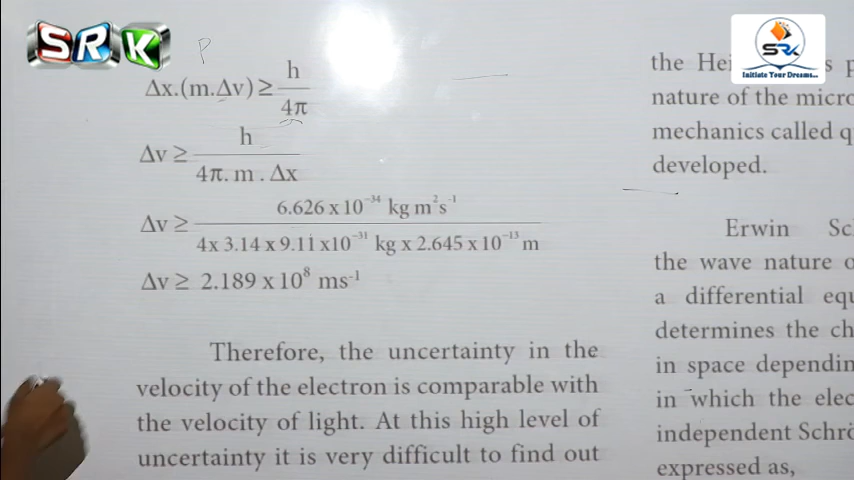 SRK
P
SRK
Initiate Your Dreams...
Δx.(m.Δv) ≥ h/4π
Δv ≥ h/4π. m . Δx
Δv ≥ 6.626 x 10⁻³⁴ kg m²s⁻¹/4x 3.14 x 9.11 x10⁻³¹ kg x 2.645 x 10⁻¹³ m
Δv ≥ 2.189 x 10⁸ ms⁻¹
Therefore, the uncertainty in the
velocity of the electron is comparable with
the velocity of light. At this high level of
uncertainty it is very difficult to find out
the Hei s p
nature of the micro
mechanics called q
developed.
Erwin Sc
the wave nature o
a differential equ
determines the ch
in space dependin
in which the elec
independent Schrö
expressed as,